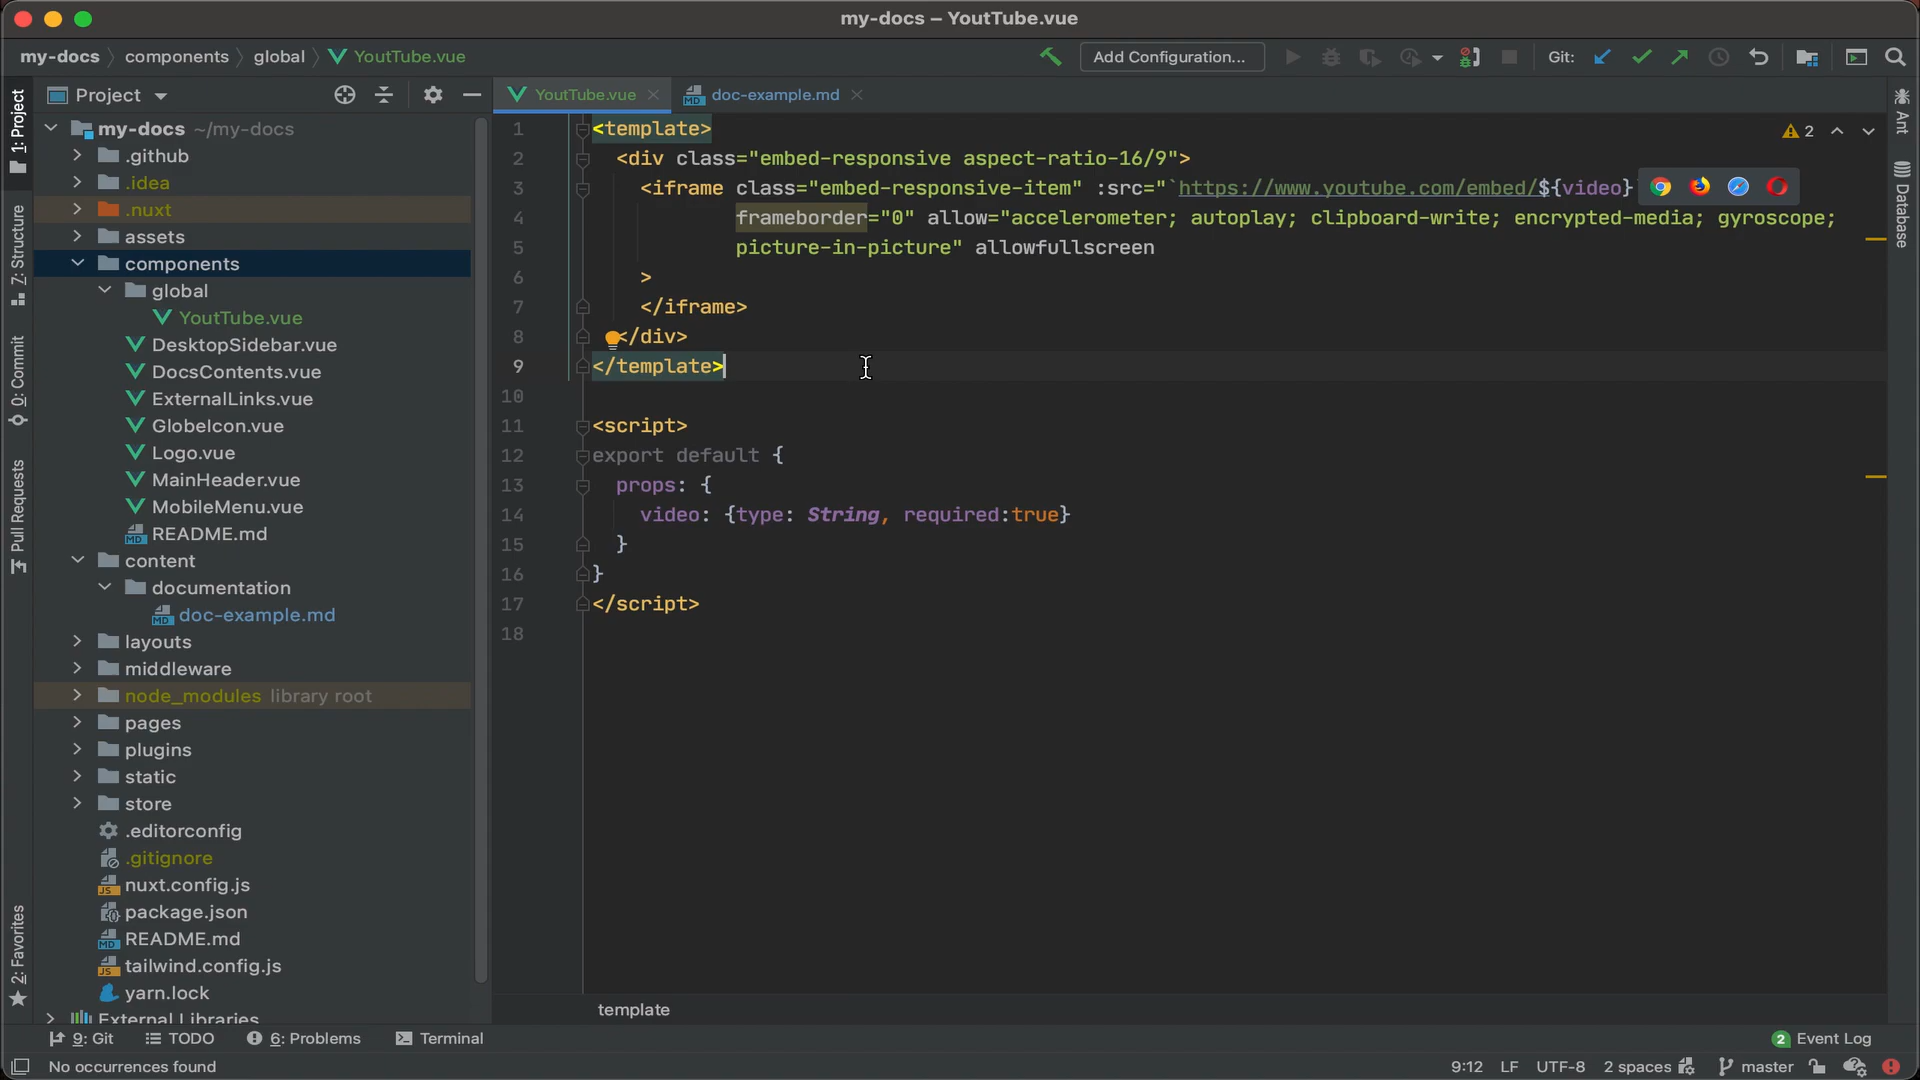 my-docs – YoutTube.vue
my-docs components global YoutTube.vue Add Configuration... Git:
1: Project
Z: Structure
0: Commit
Pull Requests
2: Favorites
Project
my-docs ~/my-docs
.github
.idea
.nuxt
assets
components
global
YoutTube.vue
DesktopSidebar.vue
DocsContents.vue
ExternalLinks.vue
GlobeIcon.vue
Logo.vue
MainHeader.vue
MobileMenu.vue
README.md
content
documentation
doc-example.md
layouts
middleware
node_modules library root
pages
plugins
static
store
.editorconfig
.gitignore
nuxt.config.js
package.json
README.md
tailwind.config.js
yarn.lock
External Libraries
YoutTube.vue doc-example.md
2
1 <template>
2 <div class="embed-responsive aspect-ratio-16/9">
3 <iframe class="embed-responsive-item" :src="`https://www.youtube.com/embed/${video}
4 frameborder="0" allow="accelerometer; autoplay; clipboard-write; encrypted-media; gyroscope;
5 picture-in-picture" allowfullscreen
6 >
7 </iframe>
8 </div>
9 </template>
10
11 <script>
12 export default {
13 props: {
14 video: {type: String, required:true}
15 }
16 }
17 </script>
18
template
Ant
Database
9: Git TODO 6: Problems Terminal 2 Event Log
No occurrences found 9:12 LF UTF-8 2 spaces master